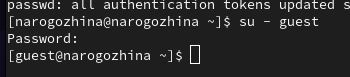 passwd: all authentication tokens updated s
[narogozhina@narogozhina ~]$ su - guest
Password:
[guest@narogozhina ~]$